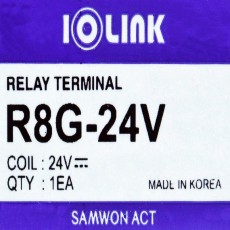 IOLINK
RELAY TERMINAL
R8G-24V
COIL : 24V⎓
QTY : 1EA
MADE IN KOREA
SAMWON ACT